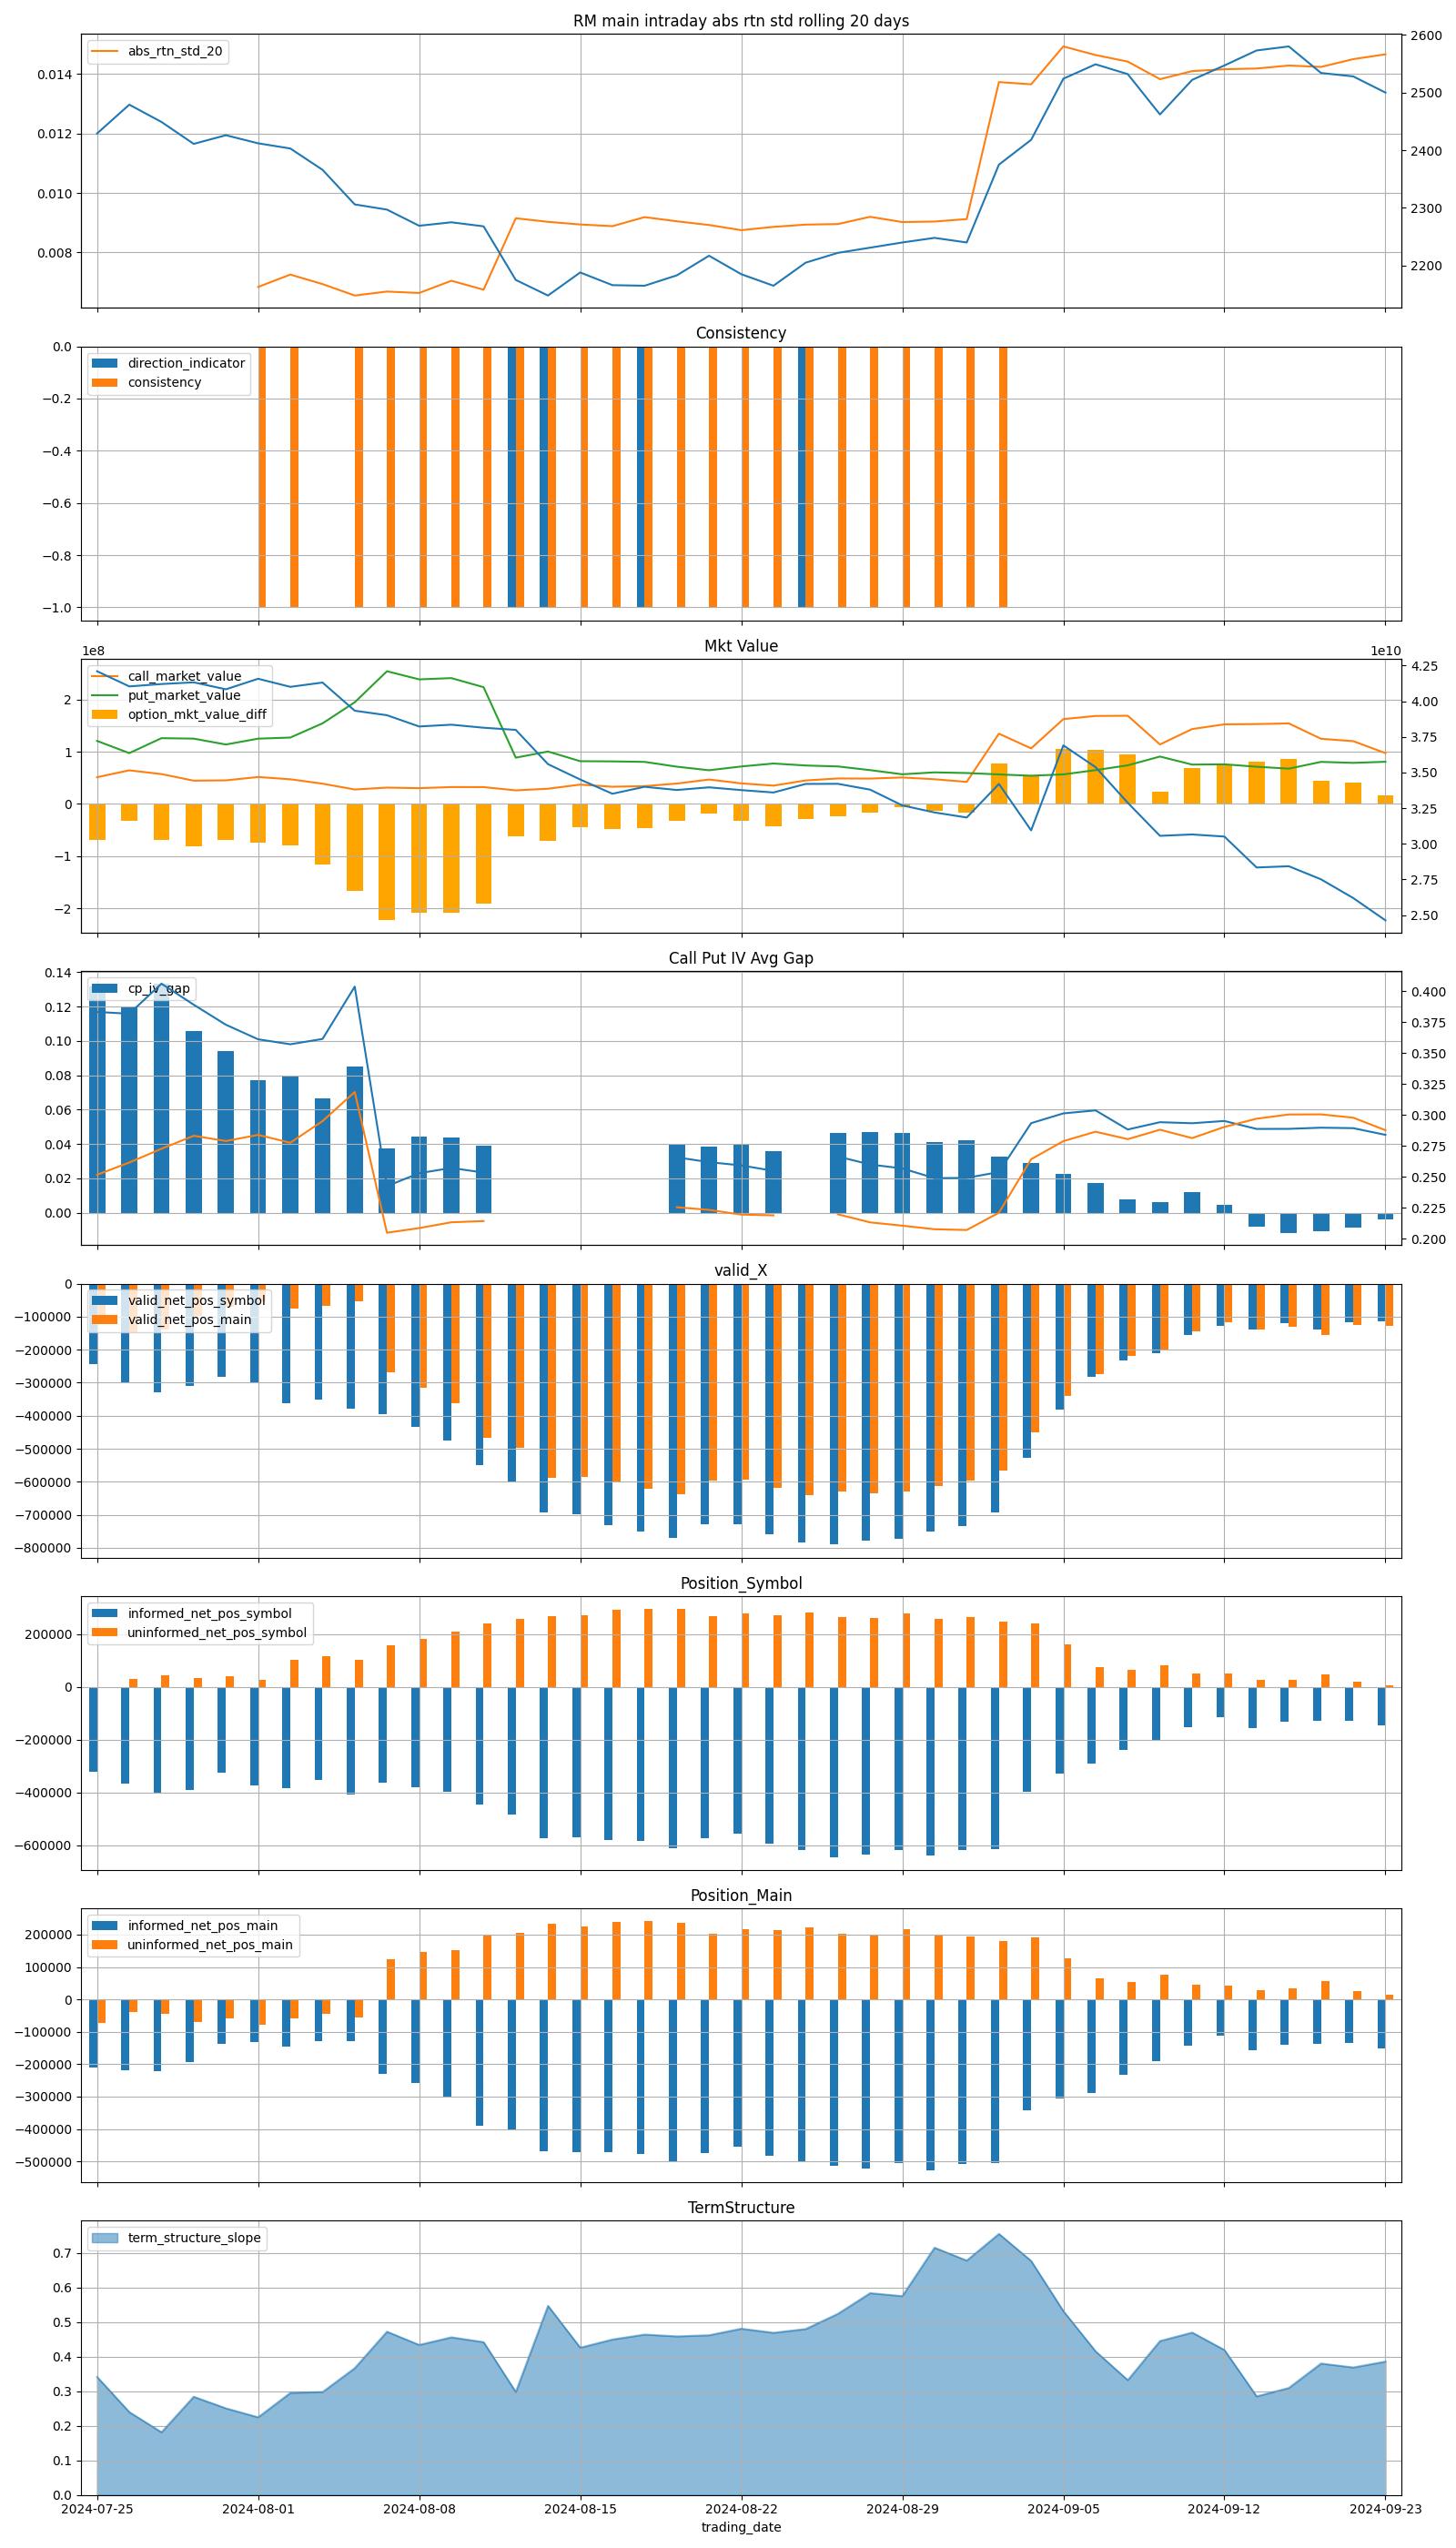 RM main intraday abs rtn std rolling 20 days
abs_rtn_std_20
0.014
0.012
0.010
0.008
2600
2500
2400
2300
2200
Consistency
direction_indicator
consistency
0.0
−0.2
−0.4
−0.6
−0.8
−1.0
Mkt Value
1e8
1e10
call_market_value
put_market_value
option_mkt_value_diff
2
1
0
−1
−2
4.25
4.00
3.75
3.50
3.25
3.00
2.75
2.50
Call Put IV Avg Gap
cp_iv_gap
0.14
0.12
0.10
0.08
0.06
0.04
0.02
0.00
0.400
0.375
0.350
0.325
0.300
0.275
0.250
0.225
0.200
valid_X
valid_net_pos_symbol
valid_net_pos_main
0
−100000
−200000
−300000
−400000
−500000
−600000
−700000
−800000
Position_Symbol
informed_net_pos_symbol
uninformed_net_pos_symbol
200000
0
−200000
−400000
−600000
Position_Main
informed_net_pos_main
uninformed_net_pos_main
200000
100000
0
−100000
−200000
−300000
−400000
−500000
TermStructure
term_structure_slope
0.7
0.6
0.5
0.4
0.3
0.2
0.1
0.0
2024-07-25 2024-08-01 2024-08-08 2024-08-15 2024-08-22 2024-08-29 2024-09-05 2024-09-12 2024-09-23
trading_date